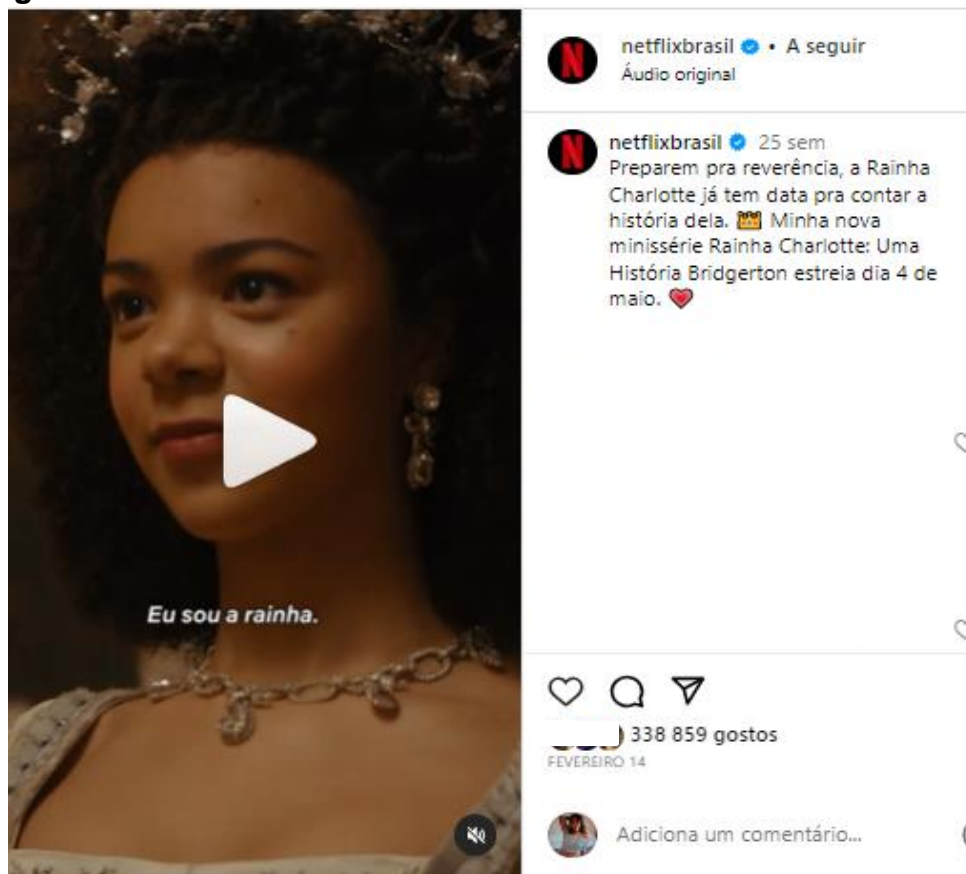 g
Eu sou a rainha.
netflixbrasil • A seguir
Áudio original
netflixbrasil 25 sem
Preparem pra reverência, a Rainha
Charlotte já tem data pra contar a
história dela. 👑 Minha nova
minissérie Rainha Charlotte: Uma
História Bridgerton estreia dia 4 de
maio. 💗
338 859 gostos
FEVEREIRO 14
Adiciona um comentário...